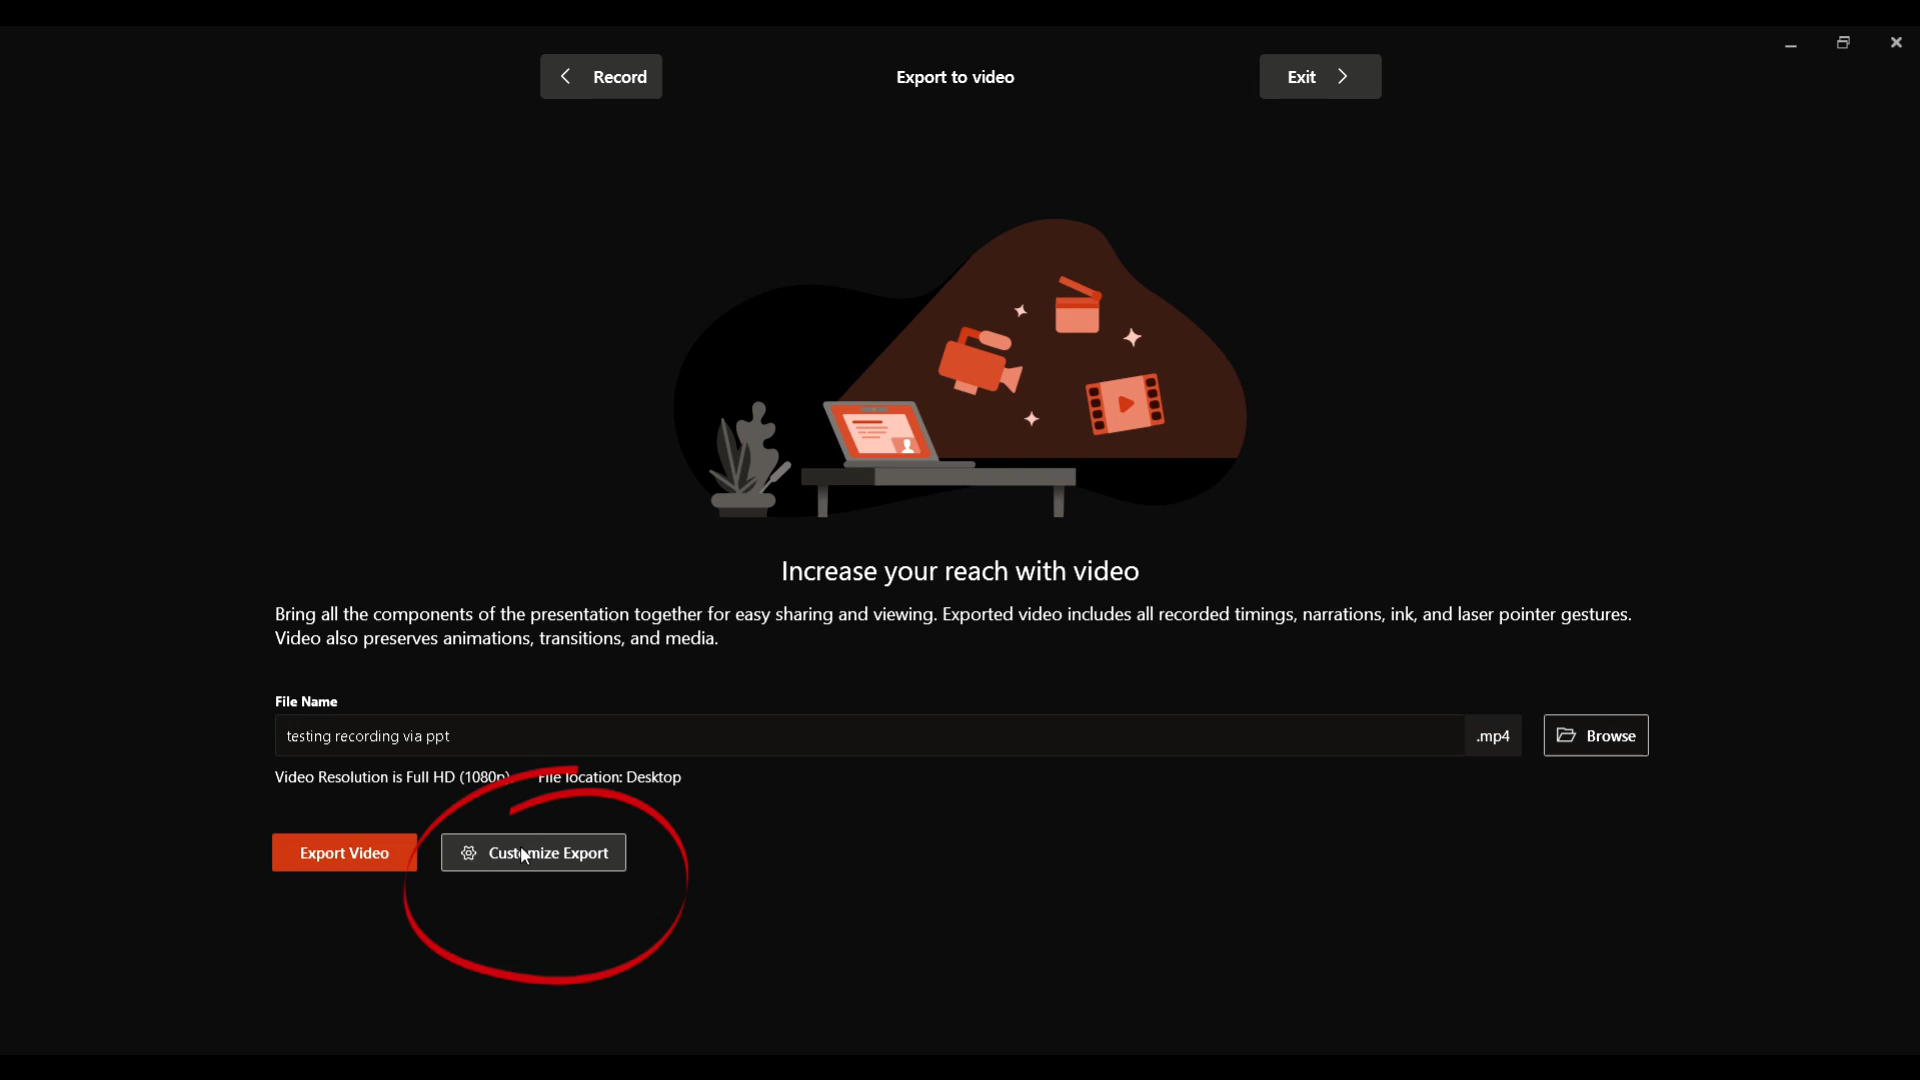 Record
Export to video
Exit
Increase your reach with video
Bring all the components of the presentation together for easy sharing and viewing. Exported video includes all recorded timings, narrations, ink, and laser pointer gestures.
Video also preserves animations, transitions, and media.
File Name
testing recording via ppt
.mp4
Browse
Video Resolution is Full HD (1080p) File location: Desktop
Export Video
Customize Export